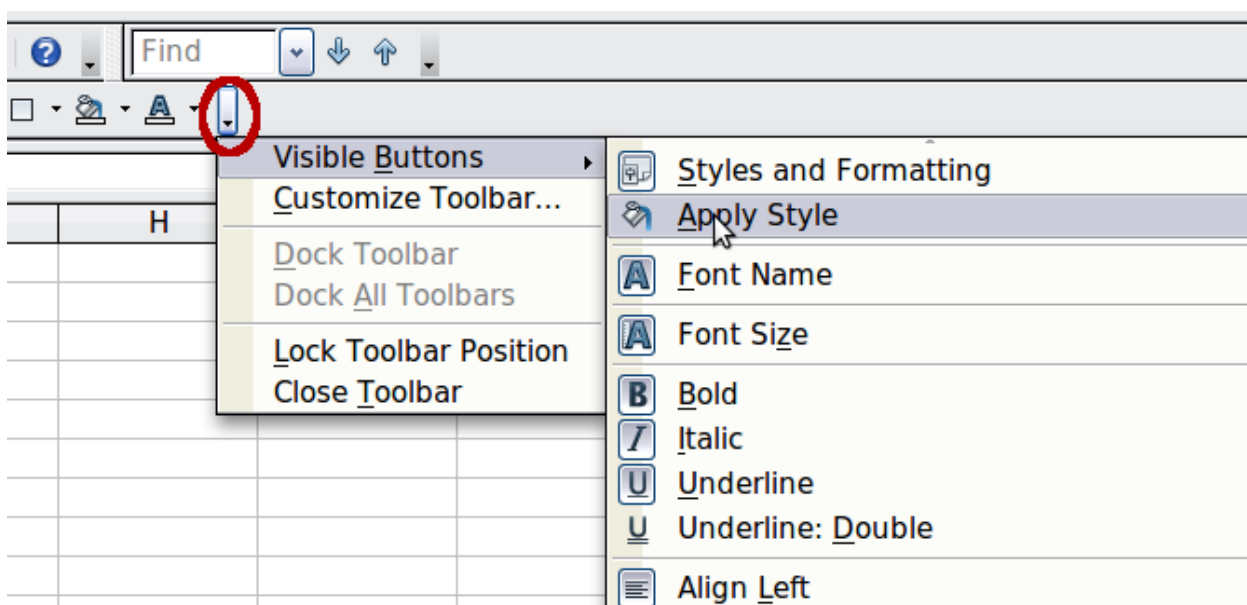 Find
H
Visible Buttons
Customize Toolbar...
Dock Toolbar
Dock All Toolbars
Lock Toolbar Position
Close Toolbar
Styles and Formatting
Apply Style
Font Name
Font Size
Bold
Italic
Underline
Underline: Double
Align Left